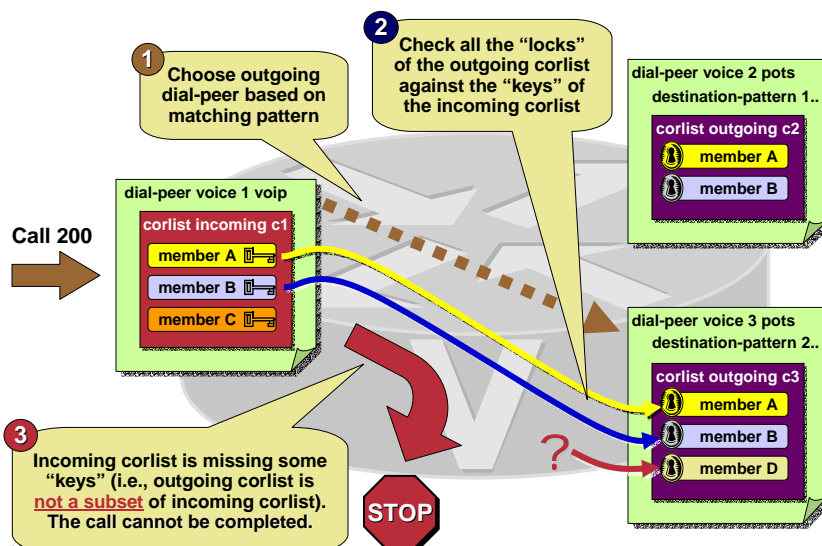 1
Choose outgoing
dial-peer based on
matching pattern
2
Check all the “locks”
of the outgoing corlist
against the “keys” of
the incoming corlist
dial-peer voice 2 pots
destination-pattern 1..
corlist outgoing c2
member A
member B
Call 200
dial-peer voice 1 voip
corlist incoming c1
member A
member B
member C
dial-peer voice 3 pots
destination-pattern 2..
corlist outgoing c3
member A
member B
member D
?
V
3
Incoming corlist is missing some
“keys” (i.e., outgoing corlist is
not a subset of incoming corlist).
The call cannot be completed.
STOP